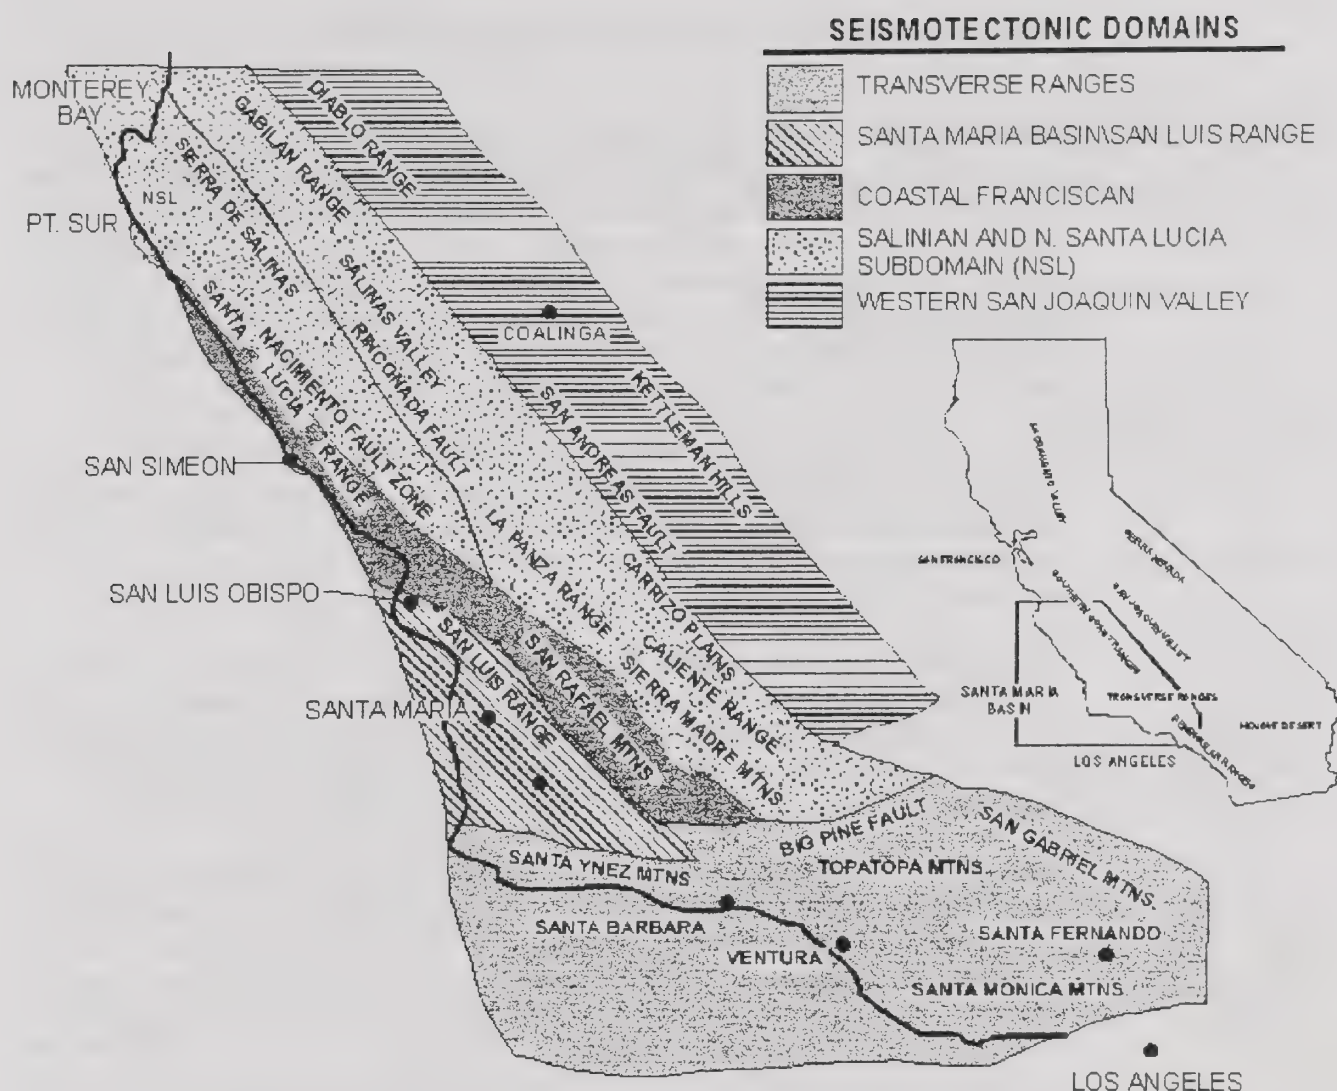 SEISMOTECTONIC DOMAINS
TRANSVERSE RANGES
SANTA MARIA BASIN\SAN LUIS RANGE
COASTAL FRANCISCAN
SALINIAN AND N. SANTA LUCIA
SUBDOMAIN (NSL)
WESTERN SAN JOAQUIN VALLEY
MONTEREY
BAY
PT. SUR
NSL
SIERRA DE SALINAS
GABILAN RANGE
DIABLO RANGE
SALINAS VALLEY
RINCONADA FAULT
COALINGA
KETTLEMAN HILLS
SAN ANDREAS FAULT
SANTA LUCIA RANGE
NACIMIENTO FAULT ZONE
SAN SIMEON
LA PANZA RANGE
CARRIZO PLAINS
SAN LUIS OBISPO
SAN LUIS RANGE
SAN RAFAEL MTNS
SIERRA MADRE MTNS
CALIENTE RANGE
SANTA MARIA
BIG PINE FAULT
SAN GABRIEL MTNS.
SANTA YNEZ MTNS
TOPATOPA MTNS.
SANTA BARBARA
VENTURA
SANTA FERNANDO
SANTA MONICA MTNS.
LOS ANGELES
SACRAMENTO VALLEY
SIERRA NEVADA
SAN FRANCISCO
SAN JOAQUIN VALLEY
SANTA MARIA
BASIN
TRANSVERSE RANGES
PENINSULAR RANGES
LOS ANGELES